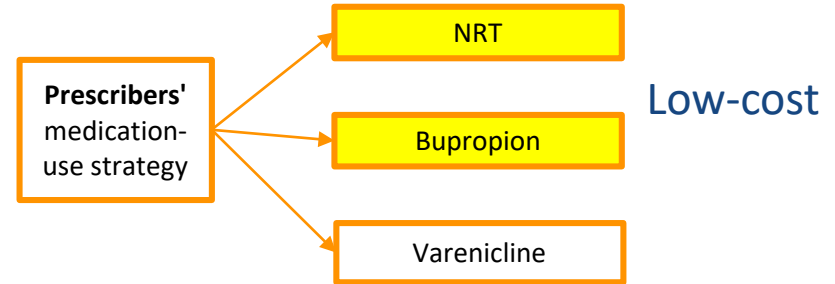 NRT
Prescribers'
medication-
use strategy
Low-cost
Bupropion
Varenicline